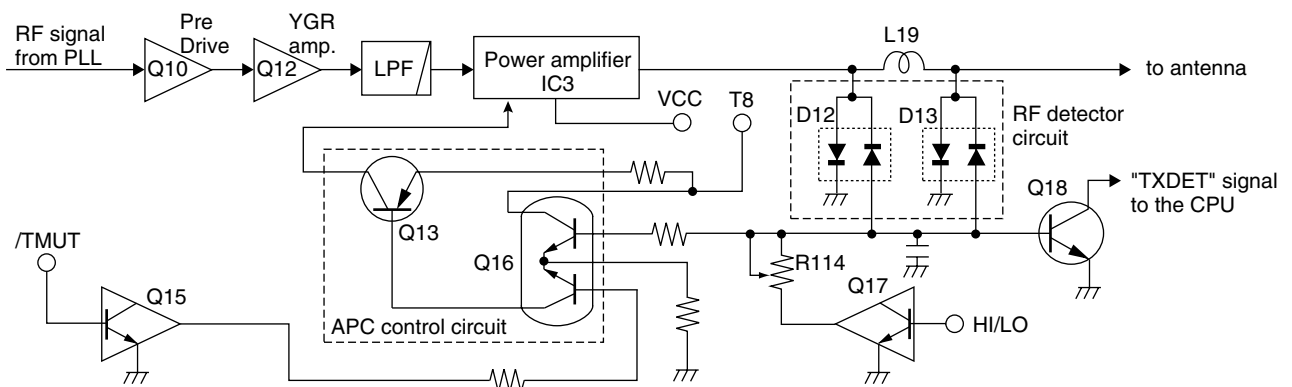 RF signal
from PLL
Pre
Drive
YGR
amp.
L19
Q10
Q12
LPF
Power amplifier
IC3
to antenna
VCC
T8
D12
D13
RF detector
circuit
Q18
"TXDET" signal
to the CPU
Q13
/TMUT
Q16
R114
Q15
Q17
HI/LO
APC control circuit